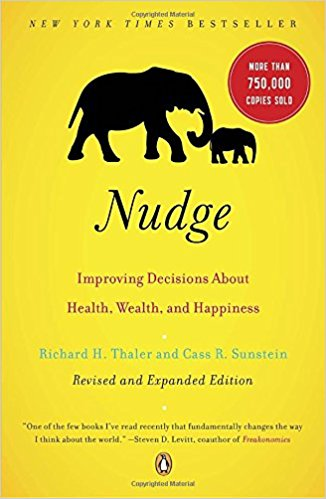 NEW YORK TIMES BESTSELLER
MORE THAN
750,000
COPIES SOLD
Nudge
Improving Decisions About
Health, Wealth, and Happiness
Richard H. Thaler and Cass R. Sunstein
Revised and Expanded Edition
"One of the few books I've read recently that fundamentally changes the way
I think about the world."—Steven D. Levitt, coauthor of Freakonomics